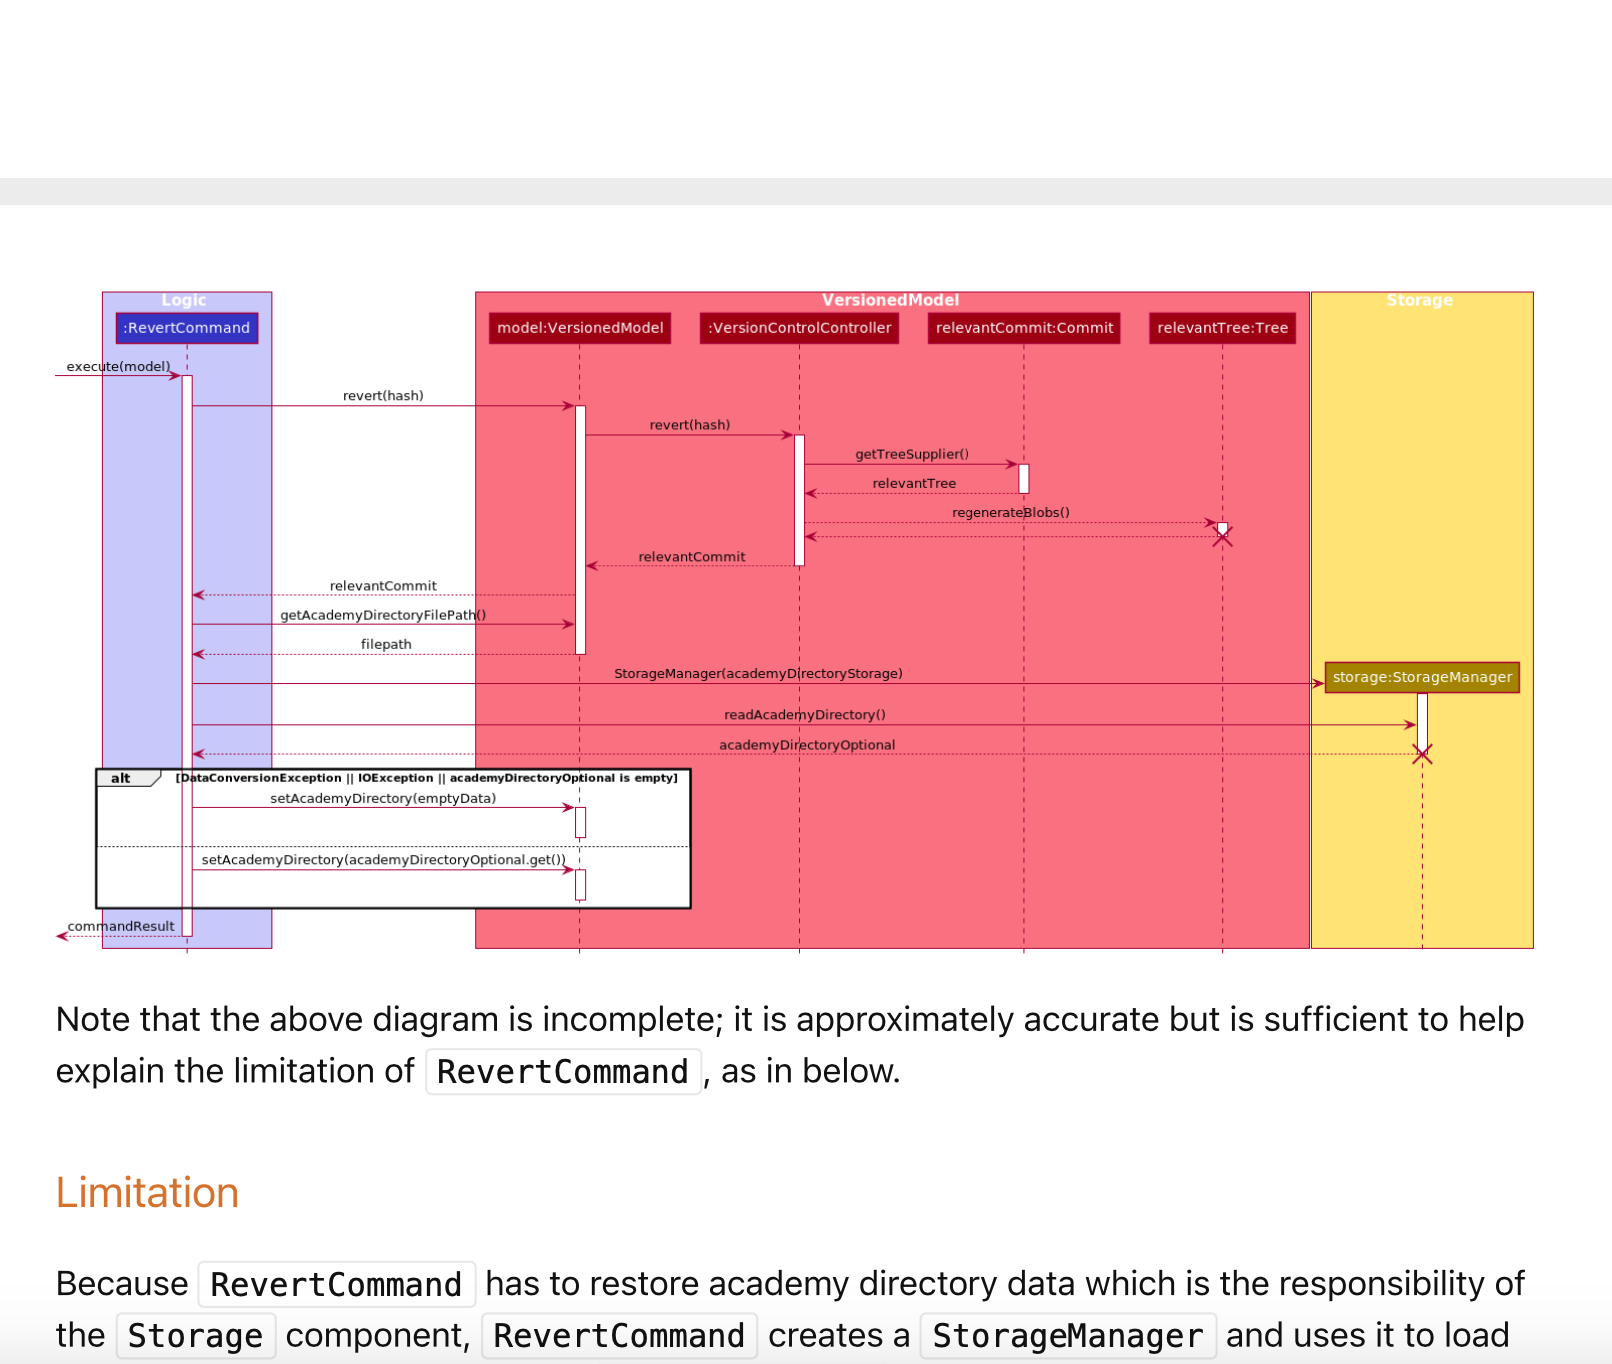 Logic
VersionedModel
Storage
:RevertCommand
model:VersionedModel
:VersionControlController
relevantCommit:Commit
relevantTree:Tree
execute(model)
revert(hash)
revert(hash)
getTreeSupplier()
relevantTree
regenerateBlobs()
relevantCommit
relevantCommit
getAcademyDirectoryFilePath()
filepath
StorageManager(academyDirectoryStorage)
storage:StorageManager
readAcademyDirectory()
academyDirectoryOptional
alt [DataConversionException || IOException || academyDirectoryOptional is empty]
setAcademyDirectory(emptyData)
setAcademyDirectory(academyDirectoryOptional.get())
commandResult
Note that the above diagram is incomplete; it is approximately accurate but is sufficient to help
explain the limitation of RevertCommand, as in below.
Limitation
Because RevertCommand has to restore academy directory data which is the responsibility of
the Storage component, RevertCommand creates a StorageManager and uses it to load